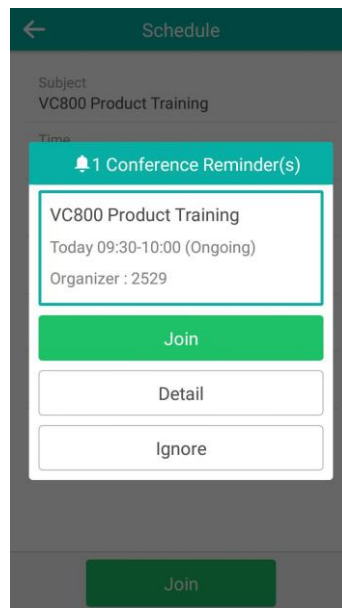 Schedule
Subject
VC800 Product Training
Time
1 Conference Reminder(s)
VC800 Product Training
Today 09:30-10:00 (Ongoing)
Organizer : 2529
Join
Detail
Ignore
Join